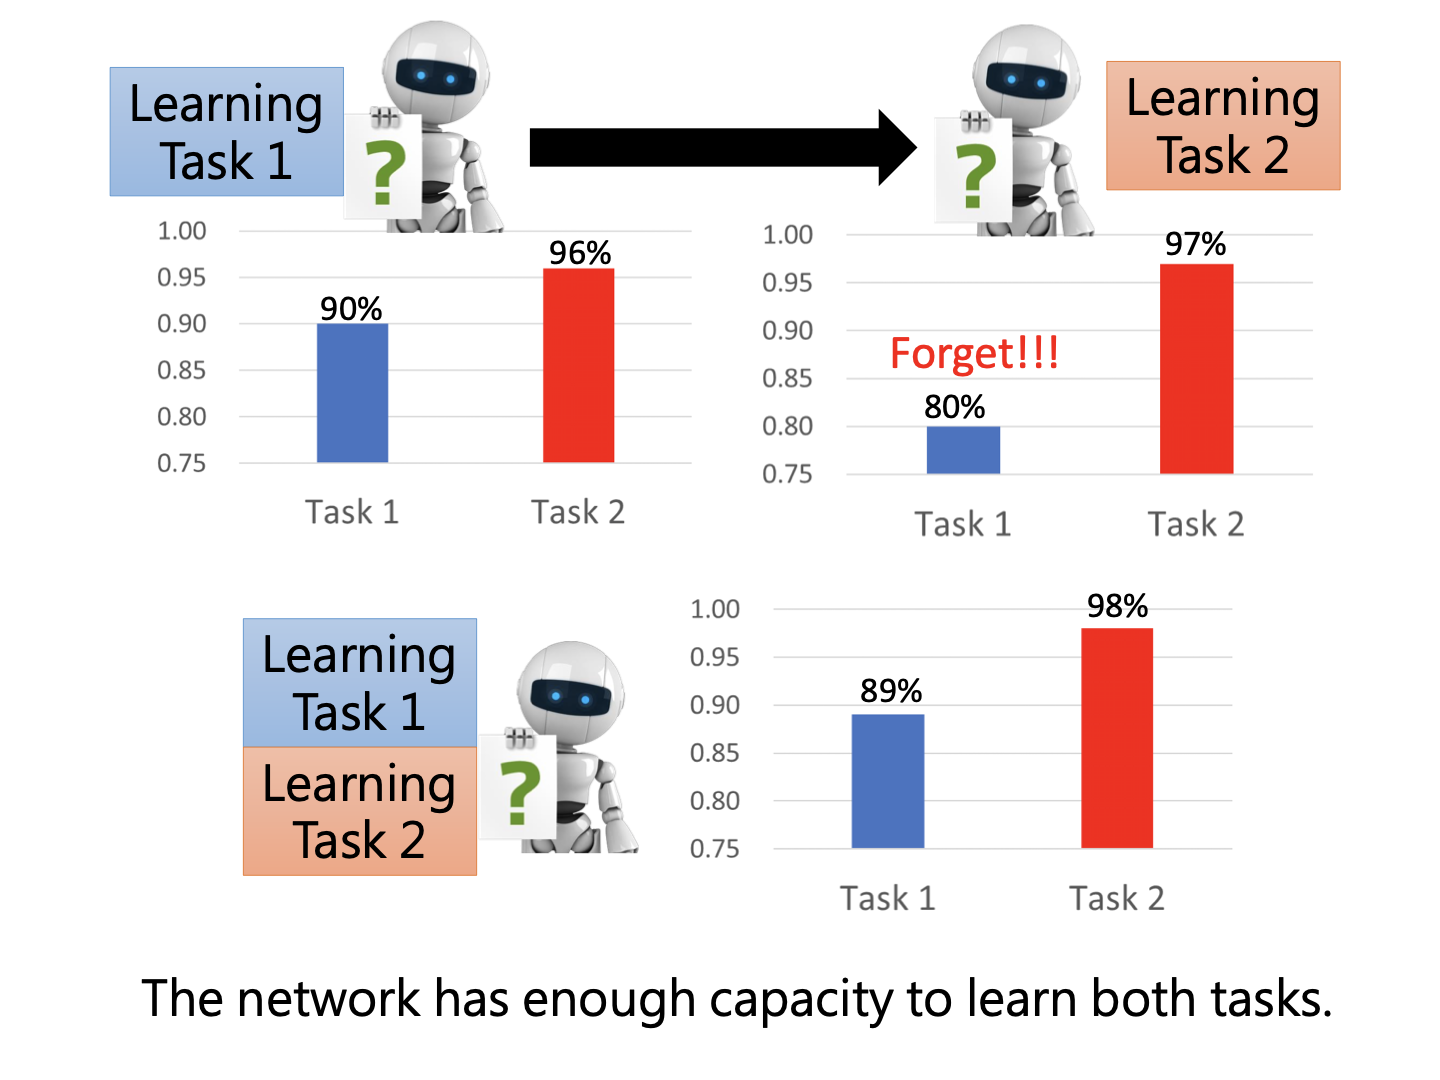 Learning
Task 1
?
?
Learning
Task 2
1.00
0.95
0.90
0.85
0.80
0.75
90%
96%
Task 1
Task 2
1.00
0.95
0.90
0.85
0.80
0.75
Forget!!!
80%
97%
Task 1
Task 2
Learning
Task 1
Learning
Task 2
?
1.00
0.95
0.90
0.85
0.80
0.75
89%
98%
Task 1
Task 2
The network has enough capacity to learn both tasks.